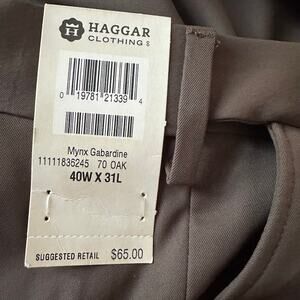 HAGGAR
CLOTHING
0 19781 21339 4
Mynx Gabardine
11111836245 70 OAK
40W X 31L
SUGGESTED RETAIL $65.00